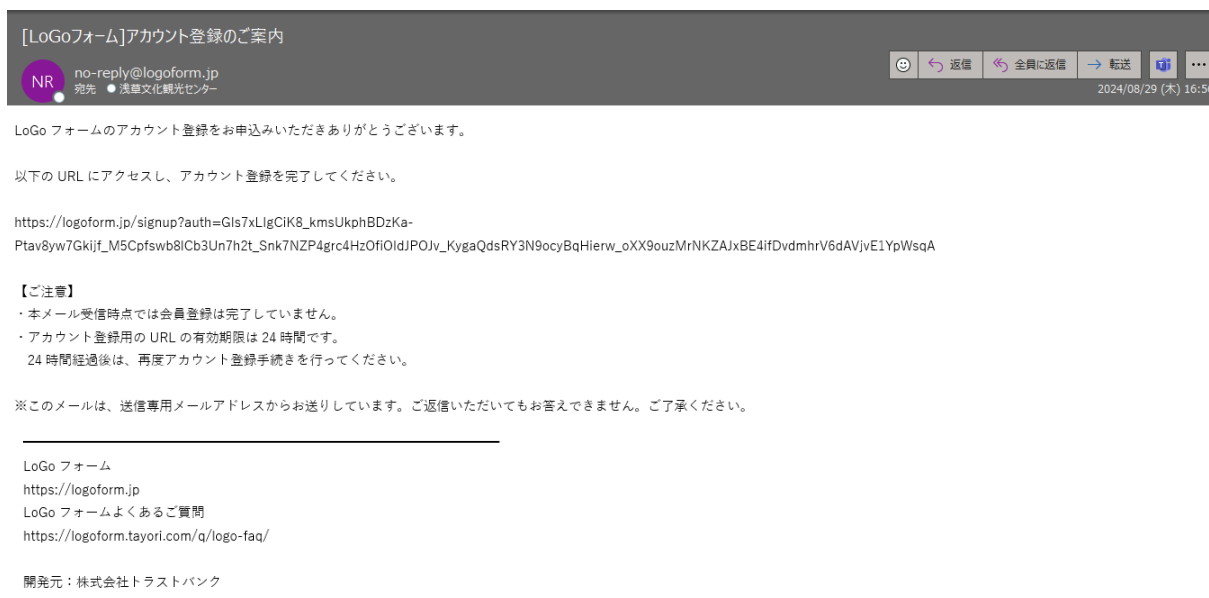 [LoGoフォーム]アカウント登録のご案内
NR
no-reply@logoform.jp
宛先 浅草文化観光センター
返信
全員に返信
転送
2024/08/29 (木)
LoGo フォームのアカウント登録をお申込みいただきありがとうございます。
以下の URL にアクセスし、アカウント登録を完了してください。
https://logoform.jp/signup?auth=GIs7xLIgCiK8_kmsUkphBDzKa-
Ptav8yw7Gkijf_M5Cpfswb8lCb3Un7h2t_Snk7NZP4grc4HzOfiOIdJPOJv_KygaQdsRY3N9ocyBqHierw_oXX9ouzMrNKZAJxBE4ifDvdmhrV6dAVjvE1YpWsqA
【ご注意】
・本メール受信時点では会員登録は完了していません。
・アカウント登録用の URL の有効期限は 24 時間です。
24 時間経過後は、再度アカウント登録手続きを行ってください。
※このメールは、送信専用メールアドレスからお送りしています。ご返信いただいてもお答えできません。ご了承ください。
LoGo フォーム
https://logoform.jp
LoGo フォームよくあるご質問
https://logoform.tayori.com/q/logo-faq/
開発元：株式会社トラストバンク